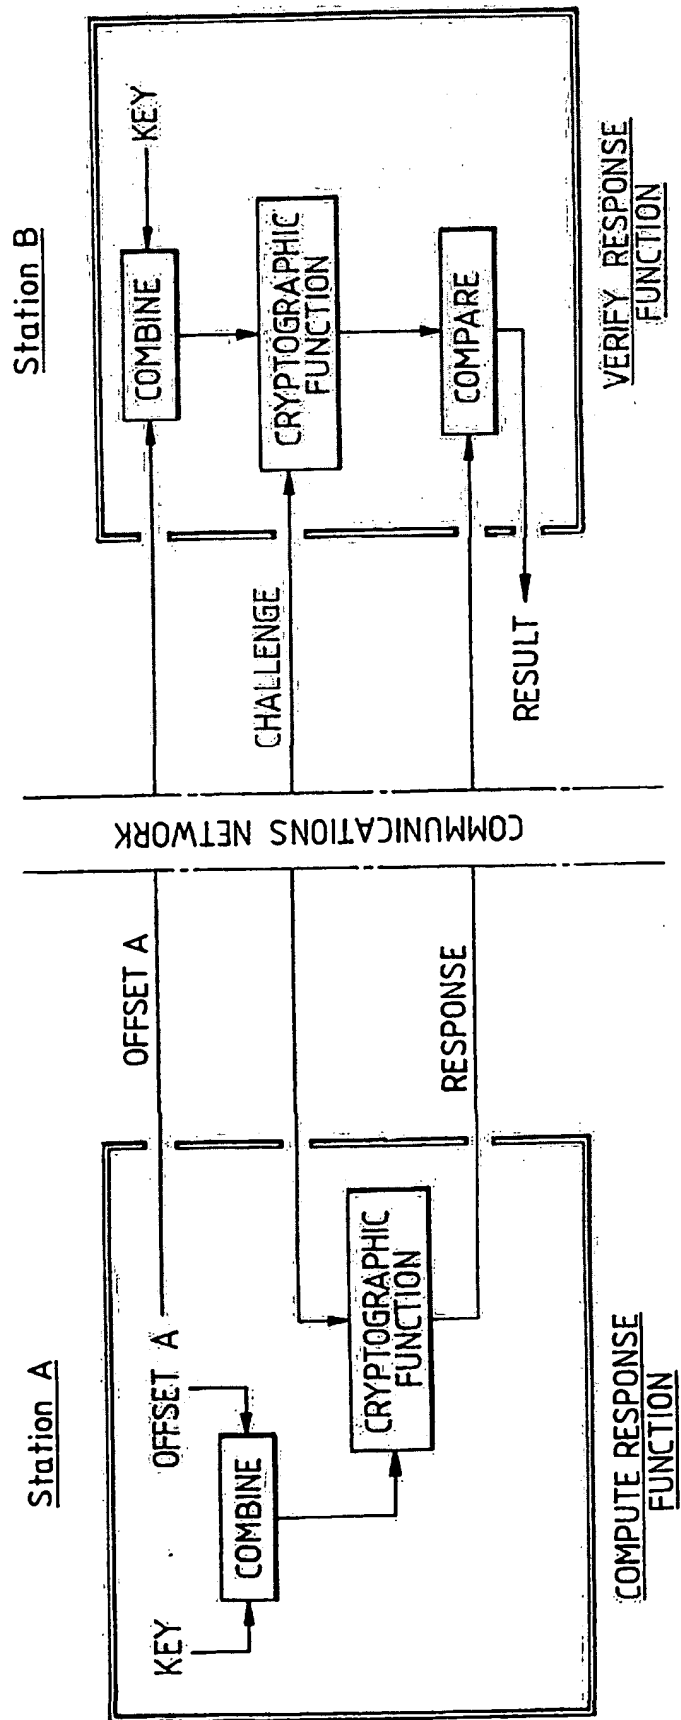 Station A
KEY
OFFSET A
COMBINE
CRYPTOGRAPHIC
FUNCTION
COMPUTE RESPONSE
FUNCTION
OFFSET A
RESPONSE
COMMUNICATIONS NETWORK
CHALLENGE
RESULT
Station B
KEY
COMBINE
CRYPTOGRAPHIC
FUNCTION
COMPARE
VERIFY RESPONSE
FUNCTION